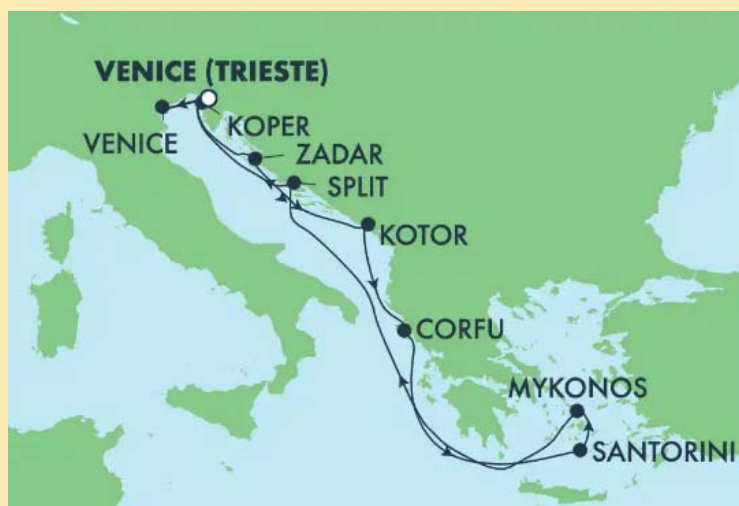 VENICE (TRIESTE)
KOPER
VENICE
ZADAR
SPLIT
KOTOR
CORFU
MYKONOS
SANTORINI